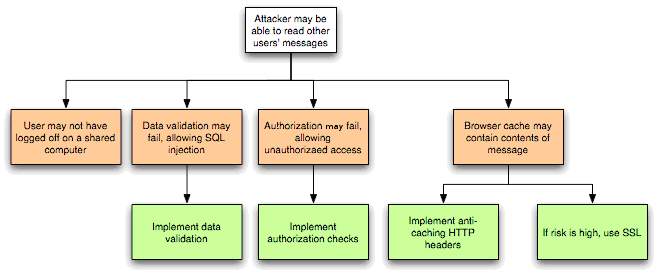 Attacker may be
able to read other
users' messages
User may not have
logged off on a shared
computer
Data validation may
fail, allowing SQL
injection
Authorization may fail,
allowing
unauthorizaed access
Browser cache may
contain contents of
message
Implement data
validation
Implement
authorization checks
Implement anti-
caching HTTP
headers
If risk is high, use SSL